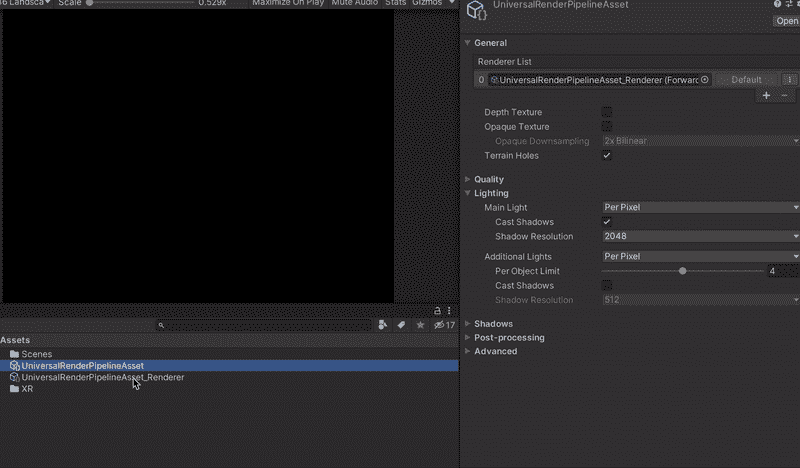 Landsca Scale 0.529x Maximize On Play Mute Audio Stats Gizmos
17
Assets
Scenes
UniversalRenderPipelineAsset
UniversalRenderPipelineAsset_Renderer
XR
UniversalRenderPipelineAsset
Open
General
Renderer List
0 UniversalRenderPipelineAsset_Renderer (Forward Default
Depth Texture
Opaque Texture
Opaque Downsampling 2x Bilinear
Terrain Holes
Quality
Lighting
Main Light Per Pixel
Cast Shadows
Shadow Resolution 2048
Additional Lights Per Pixel
Per Object Limit 4
Cast Shadows
Shadow Resolution 512
Shadows
Post-processing
Advanced